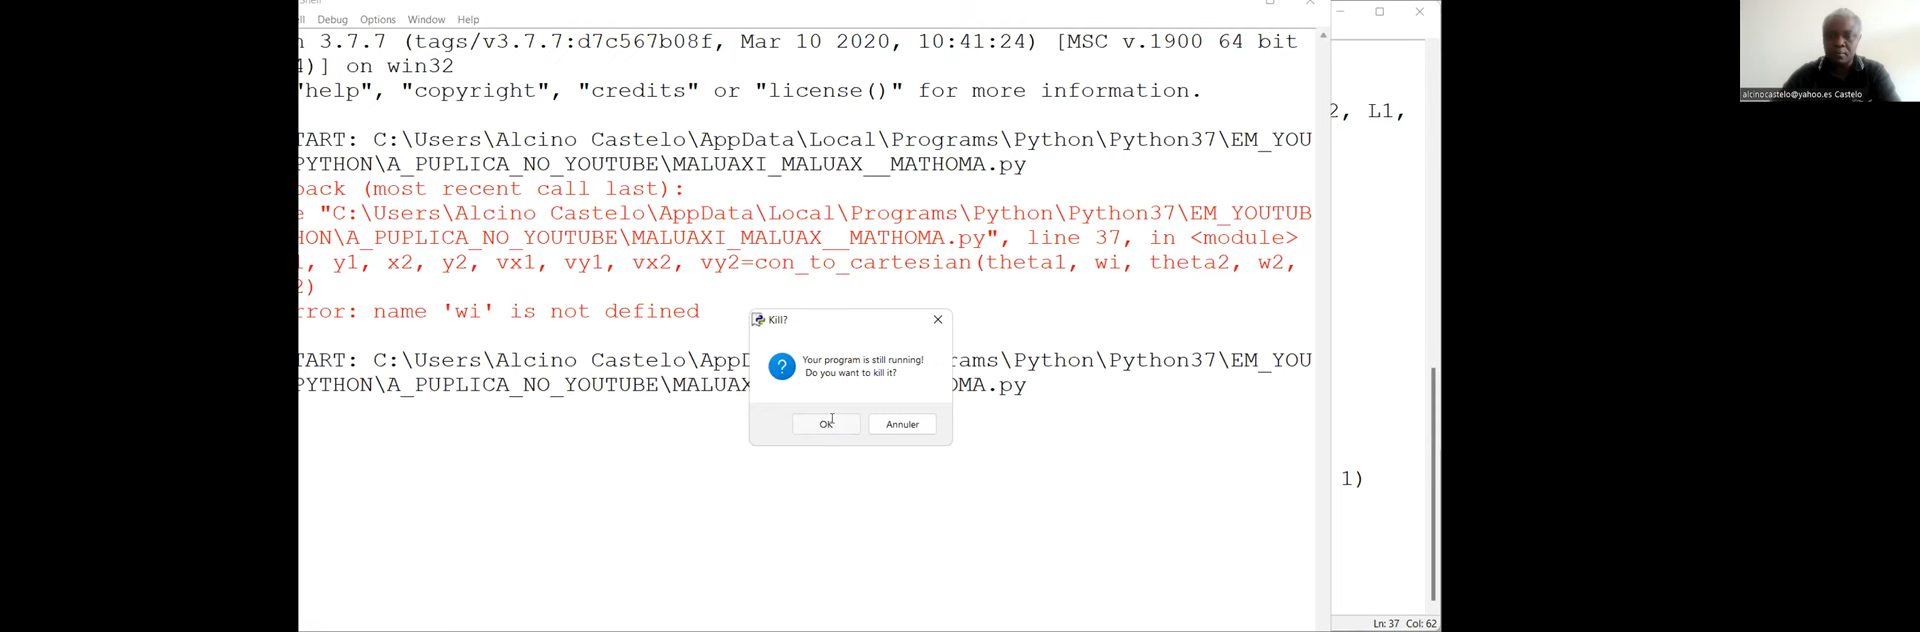 Debug Options Window Help
3.7.7 (tags/v3.7.7:d7c567b08f, Mar 10 2020, 10:41:24) [MSC v.1900 64 bit
4)] on win32
"help", "copyright", "credits" or "license()" for more information.
TART: C:\Users\Alcino Castelo\AppData\Local\Programs\Python\Python37\EM_YOU
PYTHON\A_PUPLICA_NO_YOUTUBE\MALUAXI_MALUAX__MATHOMA.py
back (most recent call last):
e "C:\Users\Alcino Castelo\AppData\Local\Programs\Python\Python37\EM_YOUTUB
HON\A_PUPLICA_NO_YOUTUBE\MALUAXI_MALUAX__MATHOMA.py", line 37, in <module>
1, y1, x2, y2, vx1, vy1, vx2, vy2=con_to_cartesian(theta1, wi, theta2, w2,
2)
rror: name 'wi' is not defined
TART: C:\Users\Alcino Castelo\AppD
rams\Python\Python37\EM_YOU
PYTHON\A_PUPLICA_NO_YOUTUBE\MALUAX
OMA.py
Kill?
Your program is still running!
Do you want to kill it?
OK
Annuler
2, L1,
1)
Ln: 37 Col: 62
alcinocastelo@yahoo.es Castelo